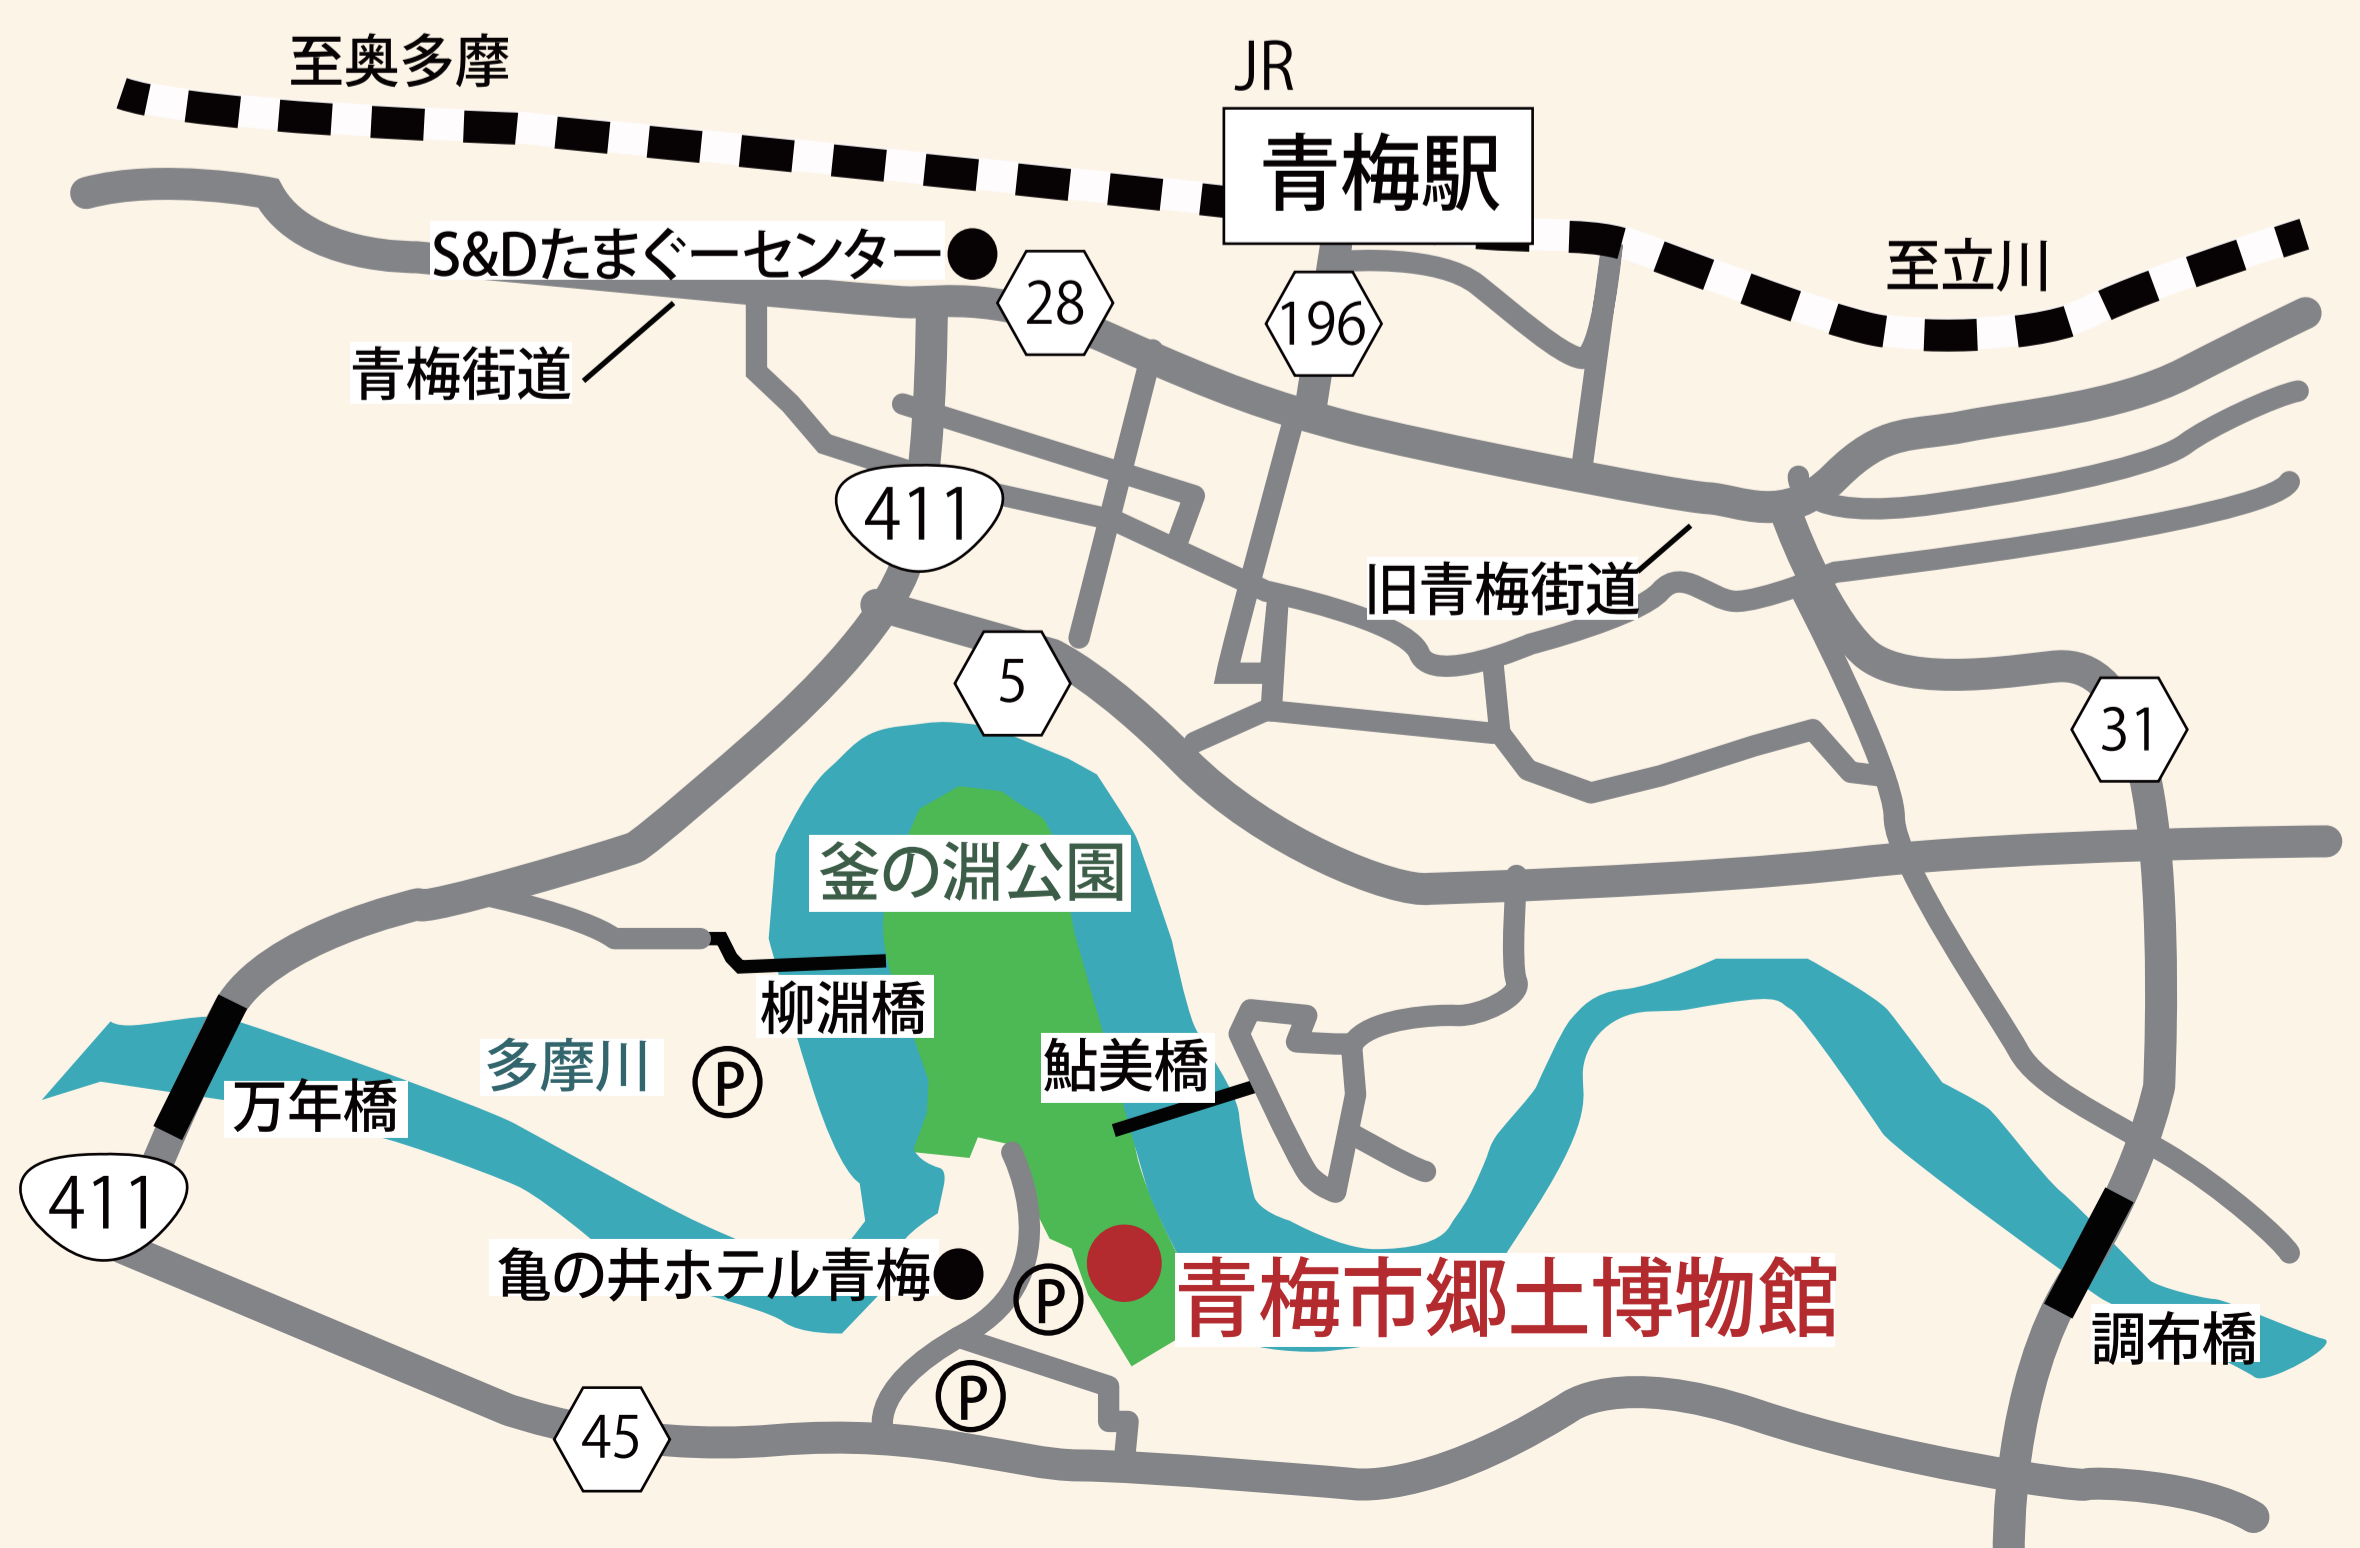 至奥多摩
JR
青梅駅
至立川
S&Dたまぐーセンター
28
196
青梅街道
411
旧青梅街道
5
31
釜の淵公園
柳淵橋
多摩川
P
鮎美橋
万年橋
411
亀の井ホテル青梅
P
青梅市郷土博物館
調布橋
P
45